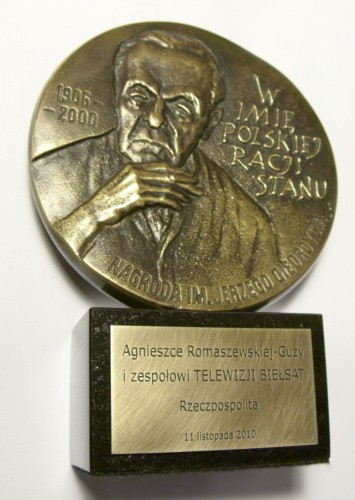 1906-
-2000
W
IMIĘ
POLSKIEJ
RACJI
STANU
NAGRODA IM. JERZEGO
Agnieszce Romaszewskiej-Guzy
i zespołowi TELEWIZJI BIEŁSAT
Rzeczpospolita
11 listopada 2010